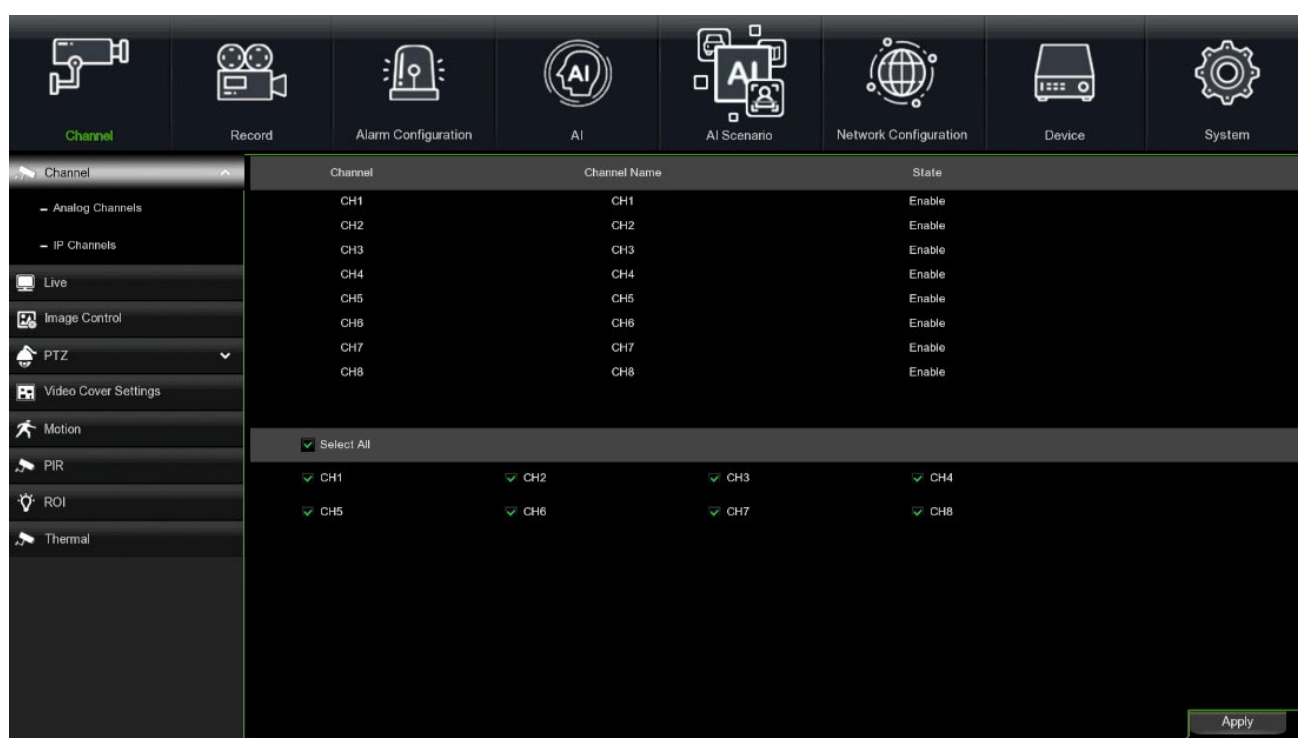 AI
AI
Channel Record Alarm Configuration AI AI Scenario Network Configuration Device System
Channel Channel Channel Name State
Analog Channels
IP Channels
Live
Image Control
PTZ
Video Cover Settings
Motion
PIR
ROI
Thermal
CH1 CH1 Enable
CH2 CH2 Enable
CH3 CH3 Enable
CH4 CH4 Enable
CH5 CH5 Enable
CH6 CH6 Enable
CH7 CH7 Enable
CH8 CH8 Enable
Select All
CH1 CH2 CH3 CH4
CH5 CH6 CH7 CH8
Apply